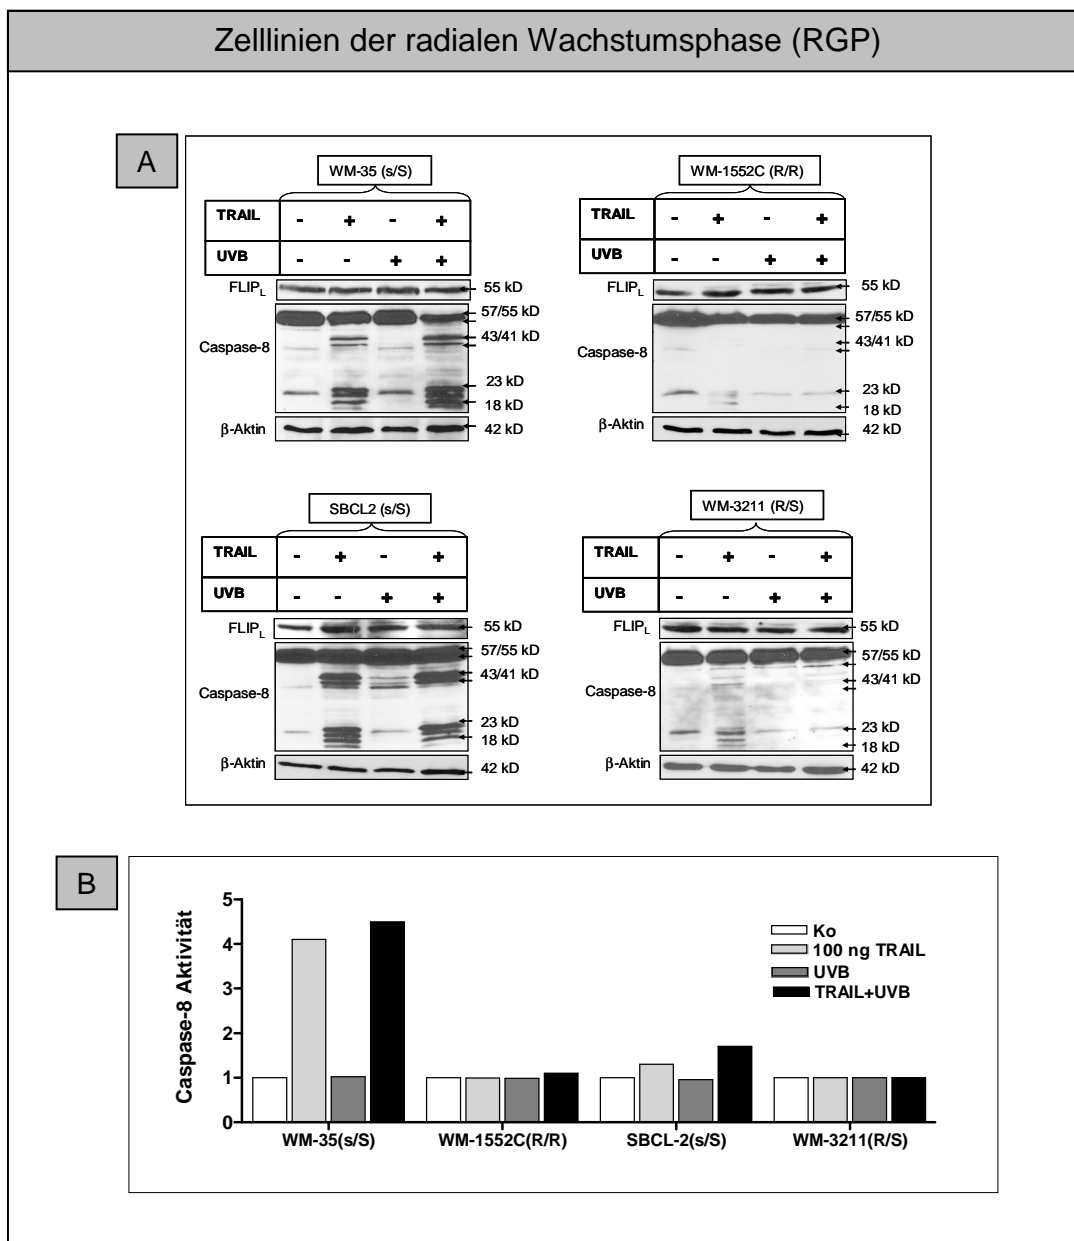 Zelllinien der radialen Wachstumsphase (RGP)
A
WM-35 (s/S)
TRAIL - + - +
UVB - - + +
FLIPL 55 kD
57/55 kD
43/41 kD
Caspase-8
23 kD
18 kD
β-Aktin 42 kD
WM-1552C (R/R)
TRAIL - + - +
UVB - - + +
FLIPL 55 kD
57/55 kD
43/41 kD
Caspase-8
23 kD
18 kD
β-Aktin 42 kD
SBCL2 (s/S)
TRAIL - + - +
UVB - - + +
FLIPL 55 kD
57/55 kD
43/41 kD
Caspase-8
23 kD
18 kD
β-Aktin 42 kD
WM-3211 (R/S)
TRAIL - + - +
UVB - - + +
FLIPL 55 kD
57/55 kD
43/41 kD
Caspase-8
23 kD
18 kD
β-Aktin 42 kD
B
Caspase-8 Aktivität
5
4
3
2
1
0
Ko
100 ng TRAIL
UVB
TRAIL+UVB
WM-35(s/S) WM-1552C(R/R) SBCL-2(s/S) WM-3211(R/S)